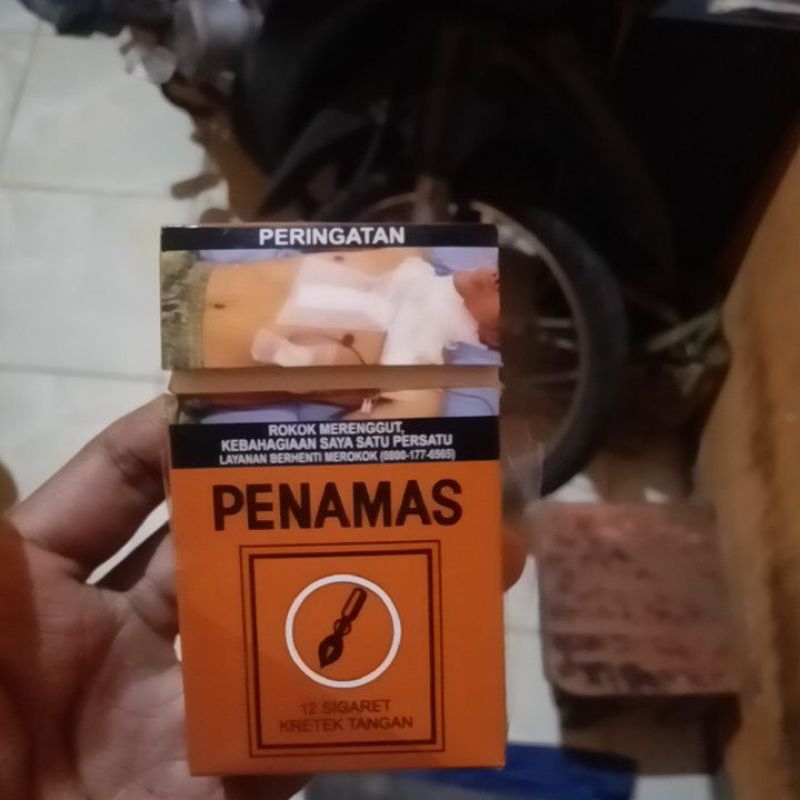 PERINGATAN
ROKOK MERENGGUT,
KEBAHAGIAAN SAYA SATU PERSATU
LAYANAN BERHENTI MEROKOK (0800-177-6565)
PENAMAS
12 SIGARET
KRETEK TANGAN